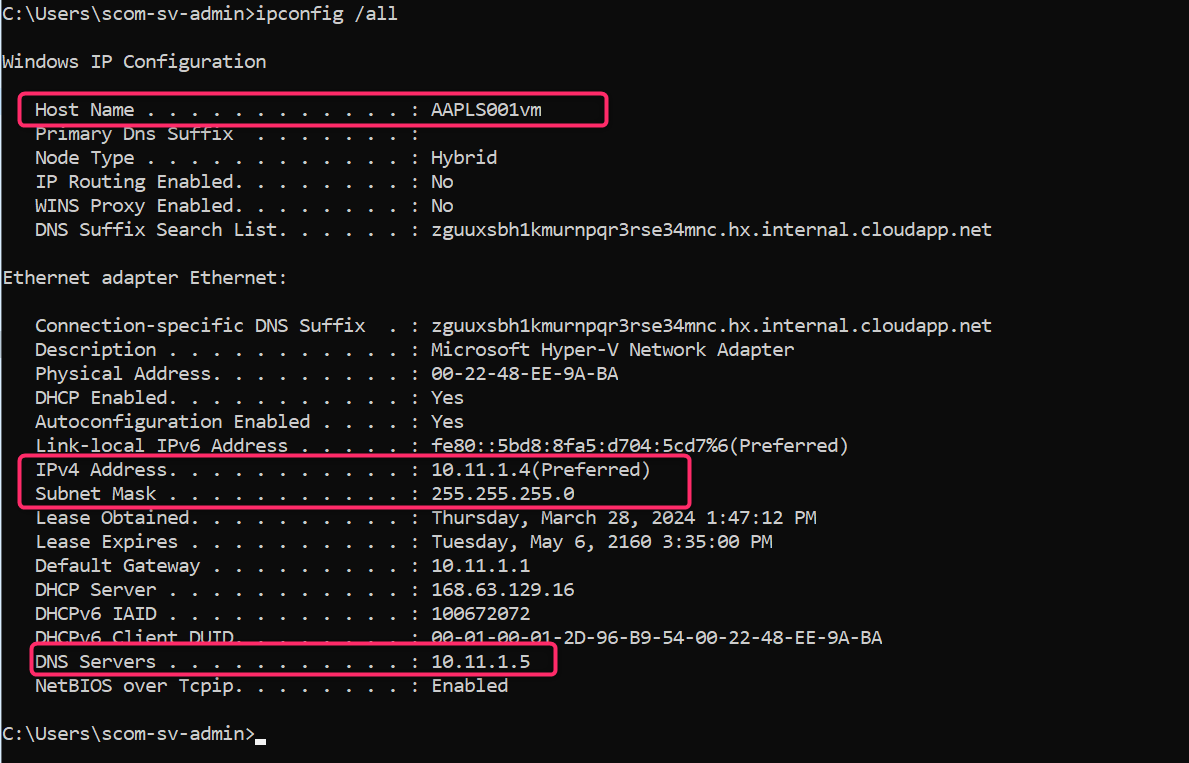 C:\Users\scom-sv-admin>ipconfig /all
Windows IP Configuration
Host Name . . . . . . . . . . . . : AAPLS001vm
Primary Dns Suffix  . . . . . . . :
Node Type . . . . . . . . . . . . : Hybrid
IP Routing Enabled. . . . . . . . : No
WINS Proxy Enabled. . . . . . . . : No
DNS Suffix Search List. . . . . . : zguuxsbh1kmurnpqr3rse34mnc.hx.internal.cloudapp.net
Ethernet adapter Ethernet:
Connection-specific DNS Suffix  . : zguuxsbh1kmurnpqr3rse34mnc.hx.internal.cloudapp.net
Description . . . . . . . . . . . : Microsoft Hyper-V Network Adapter
Physical Address. . . . . . . . . : 00-22-48-EE-9A-BA
DHCP Enabled. . . . . . . . . . . : Yes
Autoconfiguration Enabled . . . . : Yes
Link-local IPv6 Address . . . . . : fe80::5bd8:8fa5:d704:5cd7%6(Preferred)
IPv4 Address. . . . . . . . . . . : 10.11.1.4(Preferred)
Subnet Mask . . . . . . . . . . . : 255.255.255.0
Lease Obtained. . . . . . . . . . : Thursday, March 28, 2024 1:47:12 PM
Lease Expires . . . . . . . . . . : Tuesday, May 6, 2160 3:35:00 PM
Default Gateway . . . . . . . . . : 10.11.1.1
DHCP Server . . . . . . . . . . . : 168.63.129.16
DHCPv6 IAID . . . . . . . . . . . : 100672072
DHCPv6 Client DUID. . . . . . . . : 00-01-00-01-2D-96-B9-54-00-22-48-EE-9A-BA
DNS Servers . . . . . . . . . . . : 10.11.1.5
NetBIOS over Tcpip. . . . . . . . : Enabled
C:\Users\scom-sv-admin>